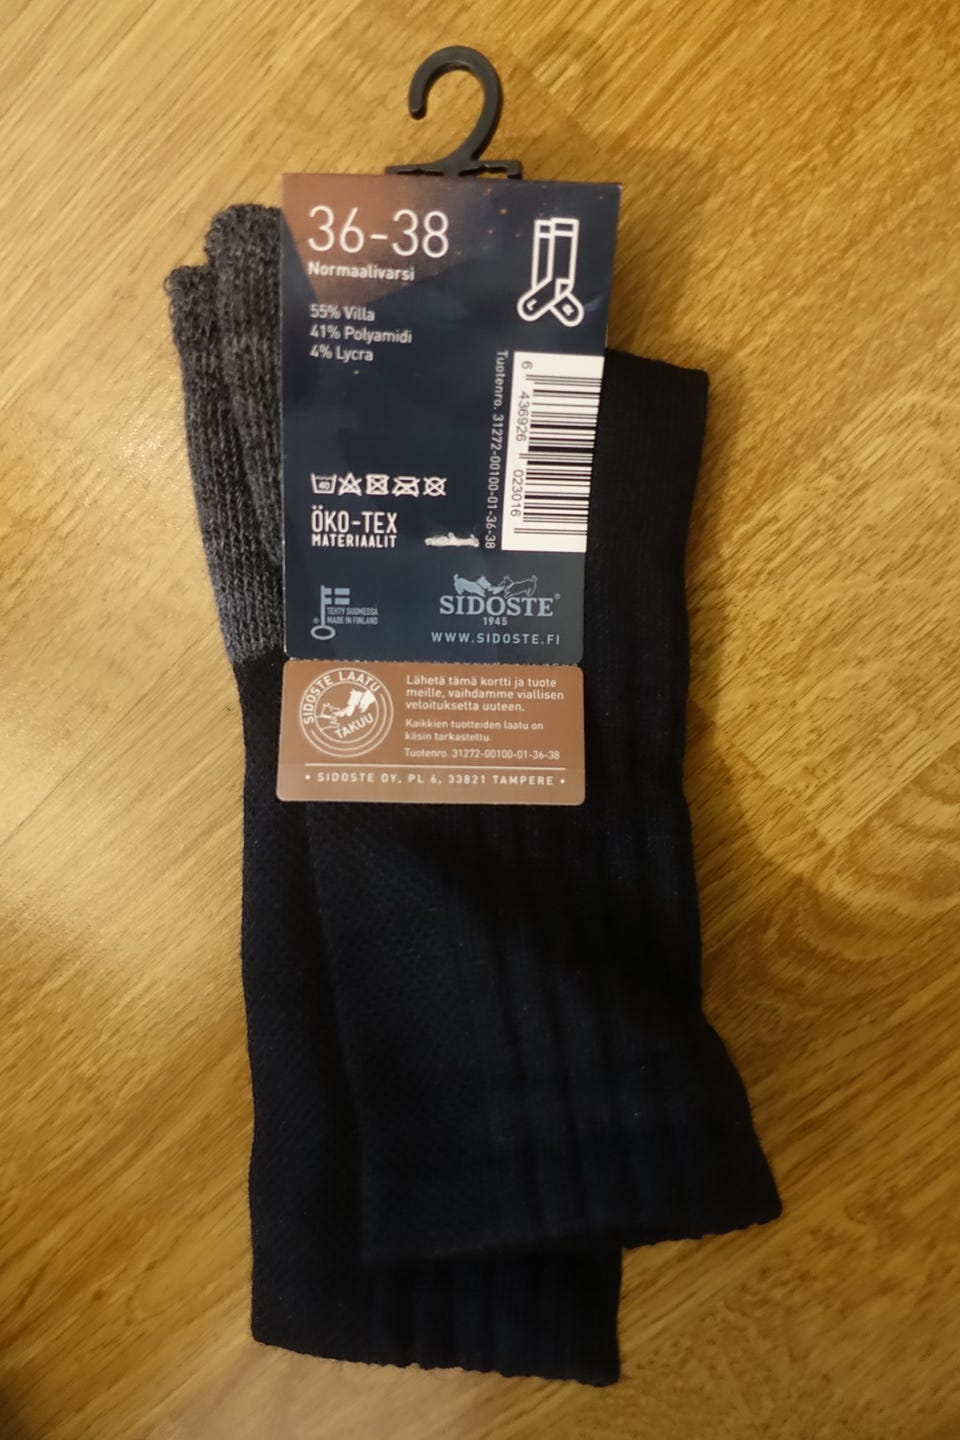 36-38
Normaalivarsi
55% Villa
41% Polyamidi
4% Lycra
Tuotenro. 31272-00100-01-36-38
6 436926 023016
40
ÖKO-TEX
MATERIAALIT
TEHTY SUOMESSA
MADE IN FINLAND
SIDOSTE®
1945
WWW.SIDOSTE.FI
SIDOSTE LAATU
TAKUU
Lähetä tämä kortti ja tuote
meille, vaihdamme viallisen
veloituksetta uuteen.
Kaikkien tuotteiden laatu on
käsin tarkastettu.
Tuotenro. 31272-00100-01-36-38
• SIDOSTE OY, PL 6, 33821 TAMPERE •